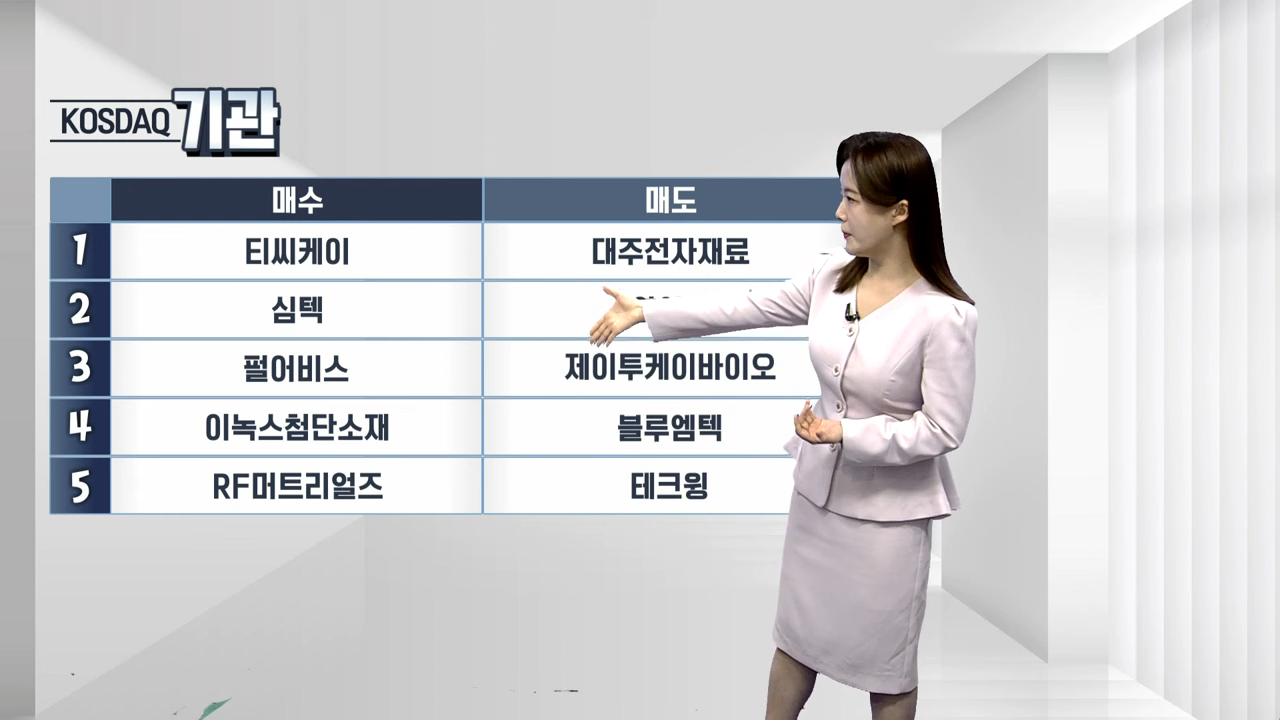 KOSDAQ 기관
매수 매도
1 티씨케이 대주전자재료
2 심텍
3 펄어비스 제이투케이바이오
4 이녹스첨단소재 블루엠텍
5 RF머트리얼즈 테크윙